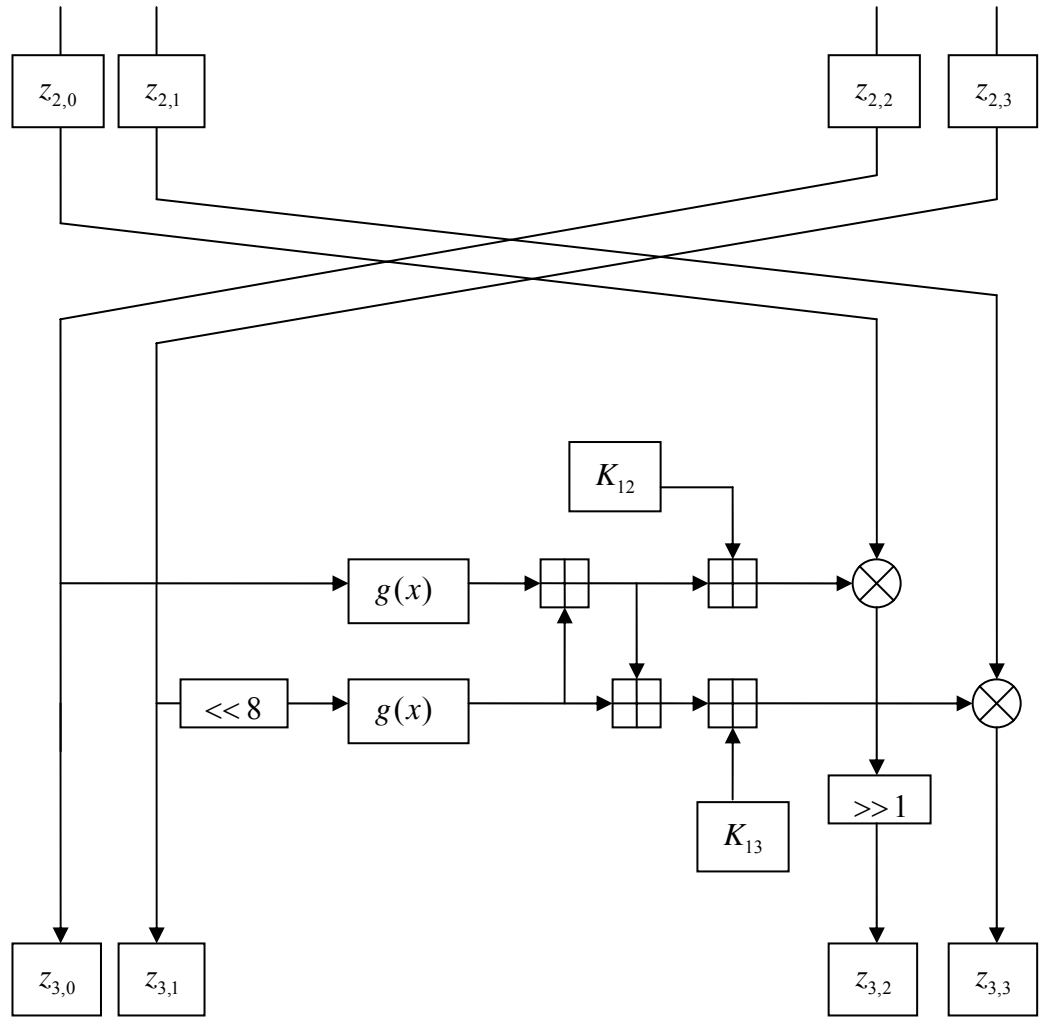 z2,0
z2,1
z2,2
z2,3
K12
g(x)
<< 8
g(x)
>> 1
K13
z3,0
z3,1
z3,2
z3,3